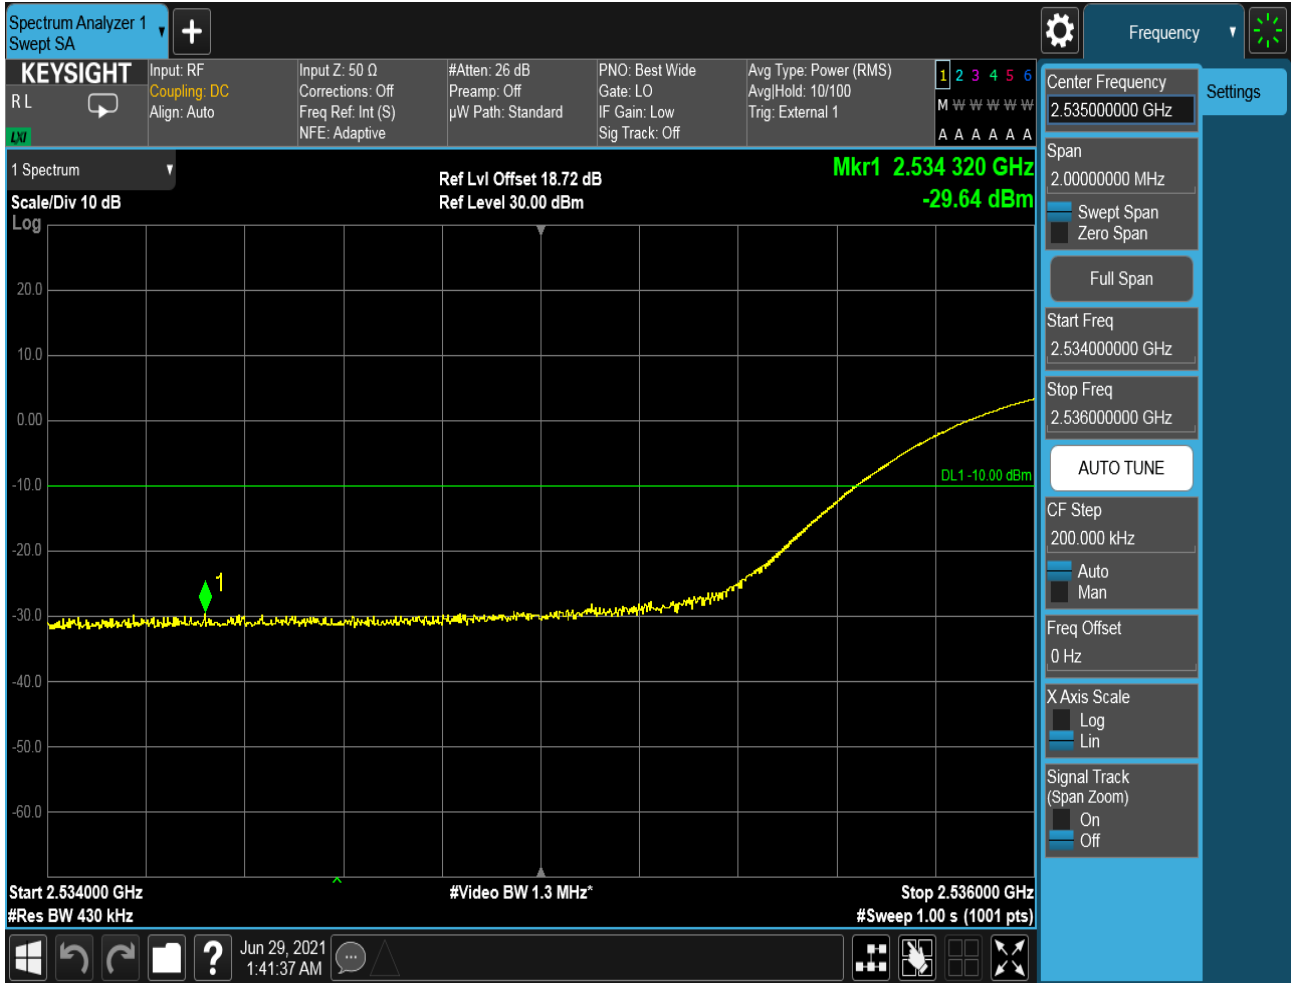 Spectrum Analyzer 1
Swept SA
Frequency
KEYSIGHT
R L
LXI
Input: RF
Coupling: DC
Align: Auto
Input Z: 50 Ω
Corrections: Off
Freq Ref: Int (S)
NFE: Adaptive
#Atten: 26 dB
Preamp: Off
µW Path: Standard
PNO: Best Wide
Gate: LO
IF Gain: Low
Sig Track: Off
Avg Type: Power (RMS)
Avg|Hold: 10/100
Trig: External 1
1 2 3 4 5 6
M W W W W W
A A A A A A
1 Spectrum
Scale/Div 10 dB
Log
Ref Lvl Offset 18.72 dB
Ref Level 30.00 dBm
Mkr1 2.534 320 GHz
-29.64 dBm
20.0
10.0
0.00
-10.0
-20.0
-30.0
-40.0
-50.0
-60.0
DL1 -10.00 dBm
1
Start 2.534000 GHz
#Res BW 430 kHz
#Video BW 1.3 MHz*
Stop 2.536000 GHz
#Sweep 1.00 s (1001 pts)
Center Frequency
2.535000000 GHz
Settings
Span
2.00000000 MHz
Swept Span
Zero Span
Full Span
Start Freq
2.534000000 GHz
Stop Freq
2.536000000 GHz
AUTO TUNE
CF Step
200.000 kHz
Auto
Man
Freq Offset
0 Hz
X Axis Scale
Log
Lin
Signal Track
(Span Zoom)
On
Off
?
Jun 29, 2021
1:41:37 AM